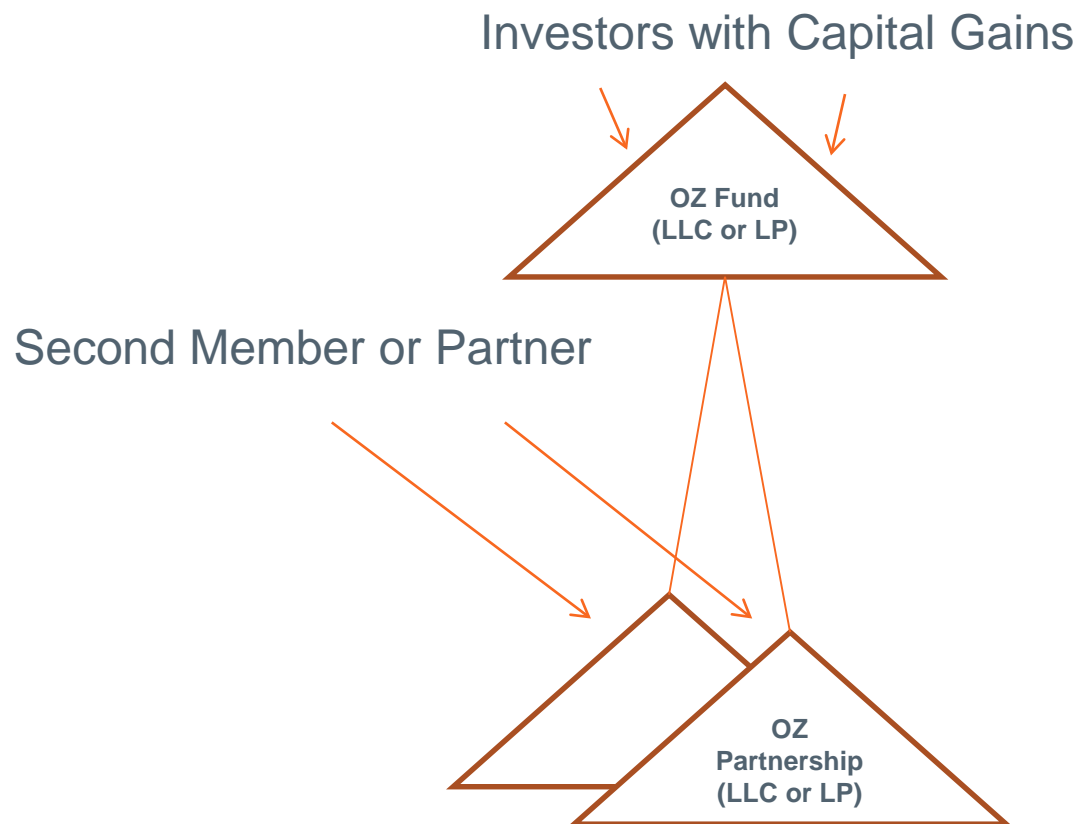 Investors with Capital Gains
OZ Fund
(LLC or LP)
Second Member or Partner
OZ
Partnership
(LLC or LP)